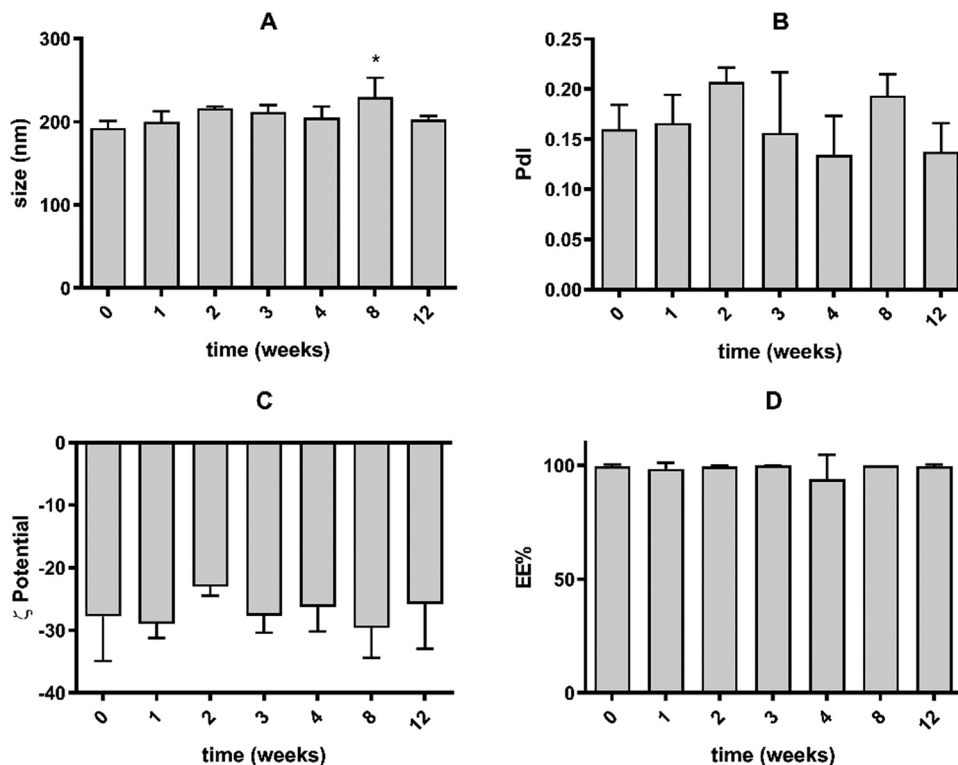 A
size (nm)
300
200
100
0
*
0 1 2 3 4 8 12
time (weeks)
B
PdI
0.25
0.20
0.15
0.10
0.05
0.00
0 1 2 3 4 8 12
time (weeks)
C
ζ Potential
0
-10
-20
-30
-40
0 1 2 3 4 8 12
time (weeks)
D
EE%
100
50
0
0 1 2 3 4 8 12
time (weeks)